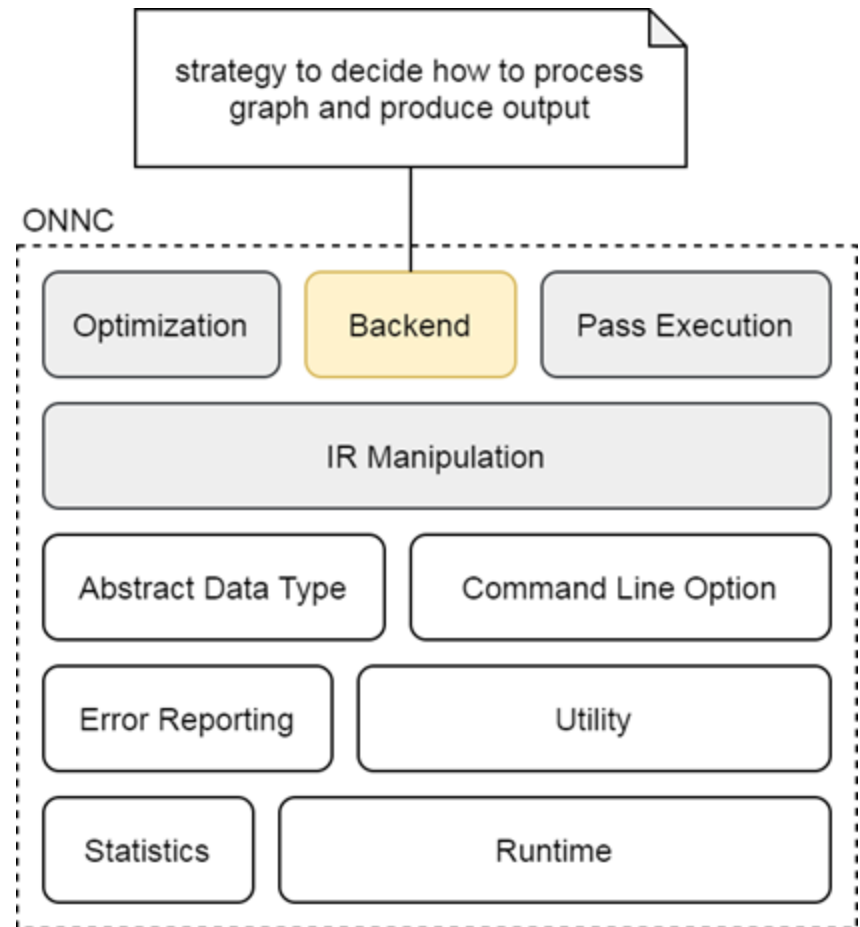 strategy to decide how to process
graph and produce output
ONNC
Optimization
Backend
Pass Execution
IR Manipulation
Abstract Data Type
Command Line Option
Error Reporting
Utility
Statistics
Runtime